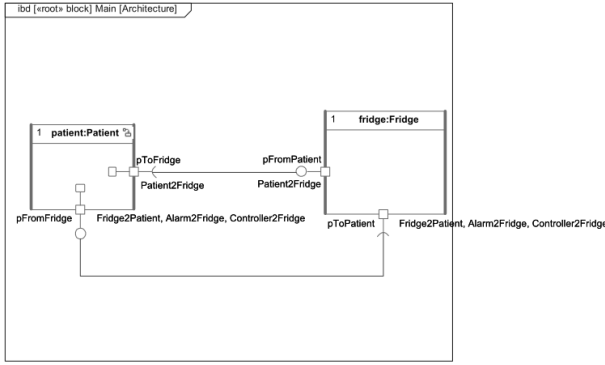 ibd [«root» block] Main [Architecture]
1 fridge:Fridge
1 patient:Patient
pToFridge pFromPatient
Patient2Fridge Patient2Fridge
pFromFridge Fridge2Patient, Alarm2Fridge, Controller2Fridge
pToPatient Fridge2Patient, Alarm2Fridge, Controller2Fridge